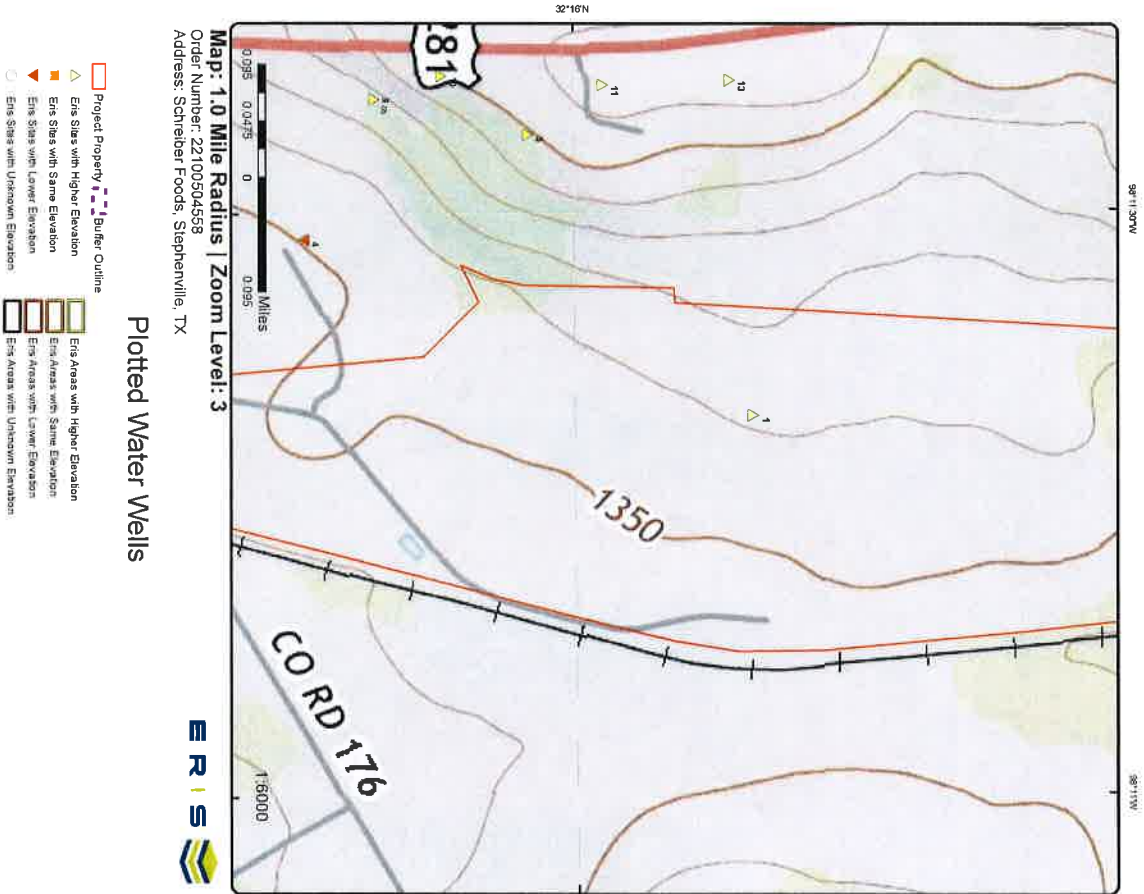 32°16'N
98°11'30"W
98°11'W
281
11
13
1
4
1350
CO RD 176
0.095 0.0475 0 0.095
Miles
1:6000
Map: 1.0 Mile Radius | Zoom Level: 3
Order Number: 22100504558
Address: Schreiber Foods, Stephenville, TX
Plotted Water Wells
Project Property
Buffer Outline
Eris Sites with Higher Elevation
Eris Sites with Same Elevation
Eris Sites with Lower Elevation
Eris Sites with Unknown Elevation
Eris Areas with Higher Elevation
Eris Areas with Same Elevation
Eris Areas with Lower Elevation
Eris Areas with Unknown Elevation
ERIS